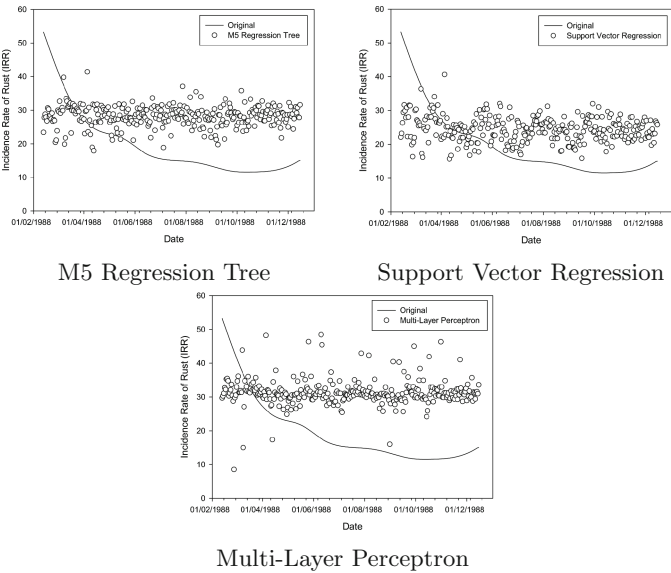 60
50
40
30
20
10
0
Incidence Rate of Rust (IRR)
Original
M5 Regression Tree
01/02/1988 01/04/1988 01/06/1988 01/08/1988 01/10/1988 01/12/1988
Date
M5 Regression Tree
60
50
40
30
20
10
0
Incidence Rate of Rust (IRR)
Original
Support Vector Regression
01/02/1988 01/04/1988 01/06/1988 01/08/1988 01/10/1988 01/12/1988
Date
Support Vector Regression
60
50
40
30
20
10
0
Incidence Rate of Rust (IRR)
Original
Multi-Layer Perceptron
01/02/1988 01/04/1988 01/06/1988 01/08/1988 01/10/1988 01/12/1988
Date
Multi-Layer Perceptron